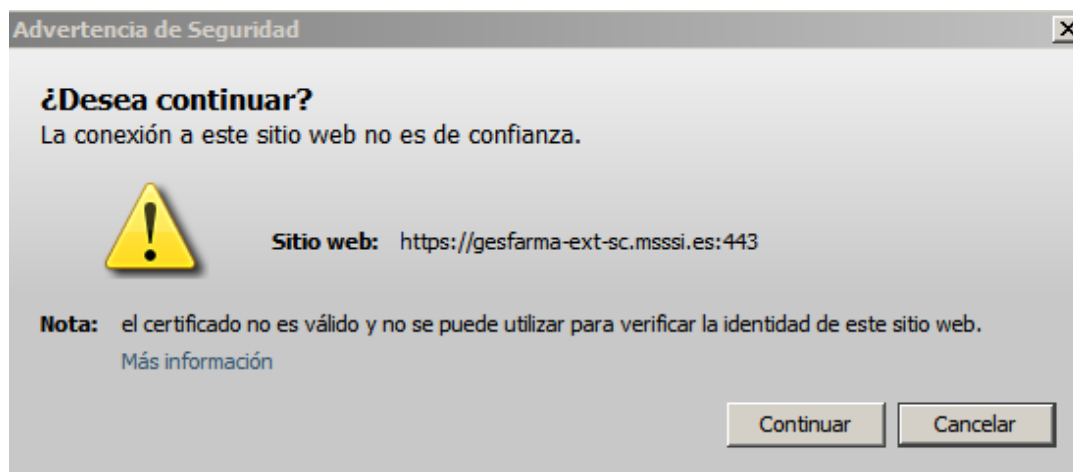 Advertencia de Seguridad
¿Desea continuar?
La conexión a este sitio web no es de confianza.
Sitio web: https://gesfarma-ext-sc.msssi.es:443
Nota: el certificado no es válido y no se puede utilizar para verificar la identidad de este sitio web.
Más información
Continuar Cancelar